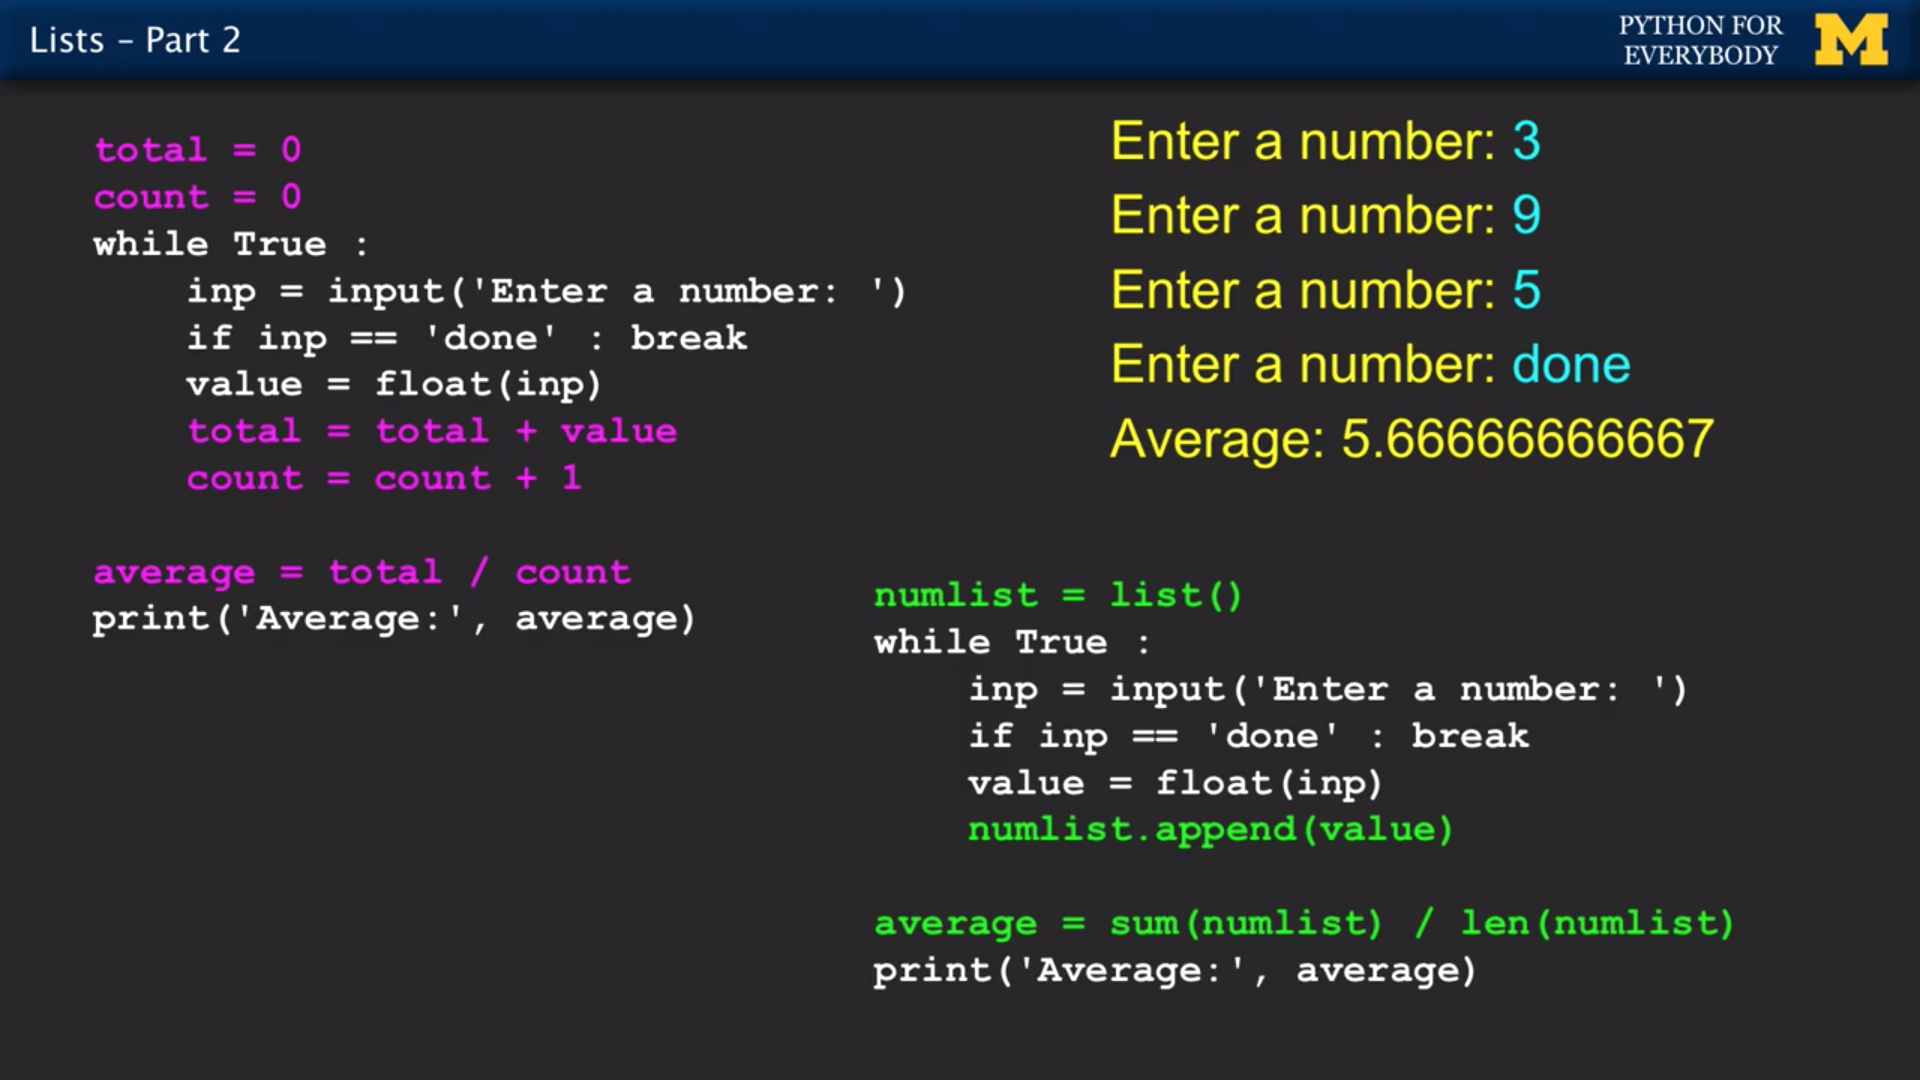 Lists – Part 2
PYTHON FOR
EVERYBODY
M
total = 0
count = 0
while True :
    inp = input('Enter a number: ')
    if inp == 'done' : break
    value = float(inp)
    total = total + value
    count = count + 1
average = total / count
print('Average:', average)
Enter a number: 3
Enter a number: 9
Enter a number: 5
Enter a number: done
Average: 5.66666666667
numlist = list()
while True :
    inp = input('Enter a number: ')
    if inp == 'done' : break
    value = float(inp)
    numlist.append(value)
average = sum(numlist) / len(numlist)
print('Average:', average)